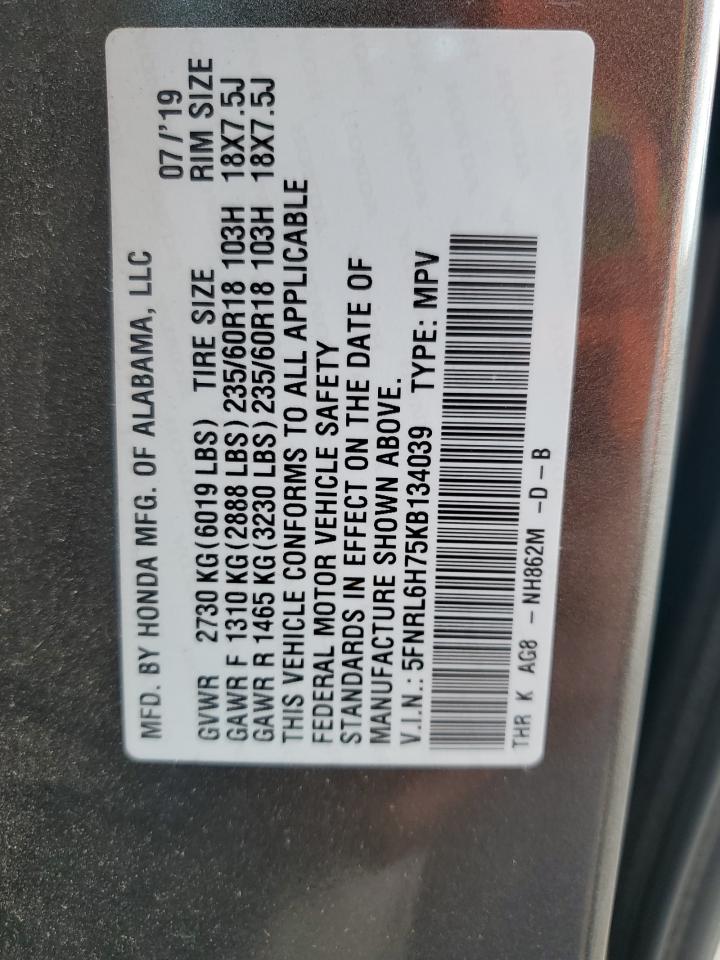 MFD. BY HONDA MFG. OF ALABAMA, LLC 07/'19
GVWR 2730 KG (6019 LBS) TIRE SIZE RIM SIZE
GAWR F 1310 KG (2888 LBS) 235/60R18 103H 18X7.5J
GAWR R 1465 KG (3230 LBS) 235/60R18 103H 18X7.5J
THIS VEHICLE CONFORMS TO ALL APPLICABLE
FEDERAL MOTOR VEHICLE SAFETY
STANDARDS IN EFFECT ON THE DATE OF
MANUFACTURE SHOWN ABOVE.
V.I.N.: 5FNRL6H75KB134039 TYPE: MPV
THR K AG8 - NH862M -D-B